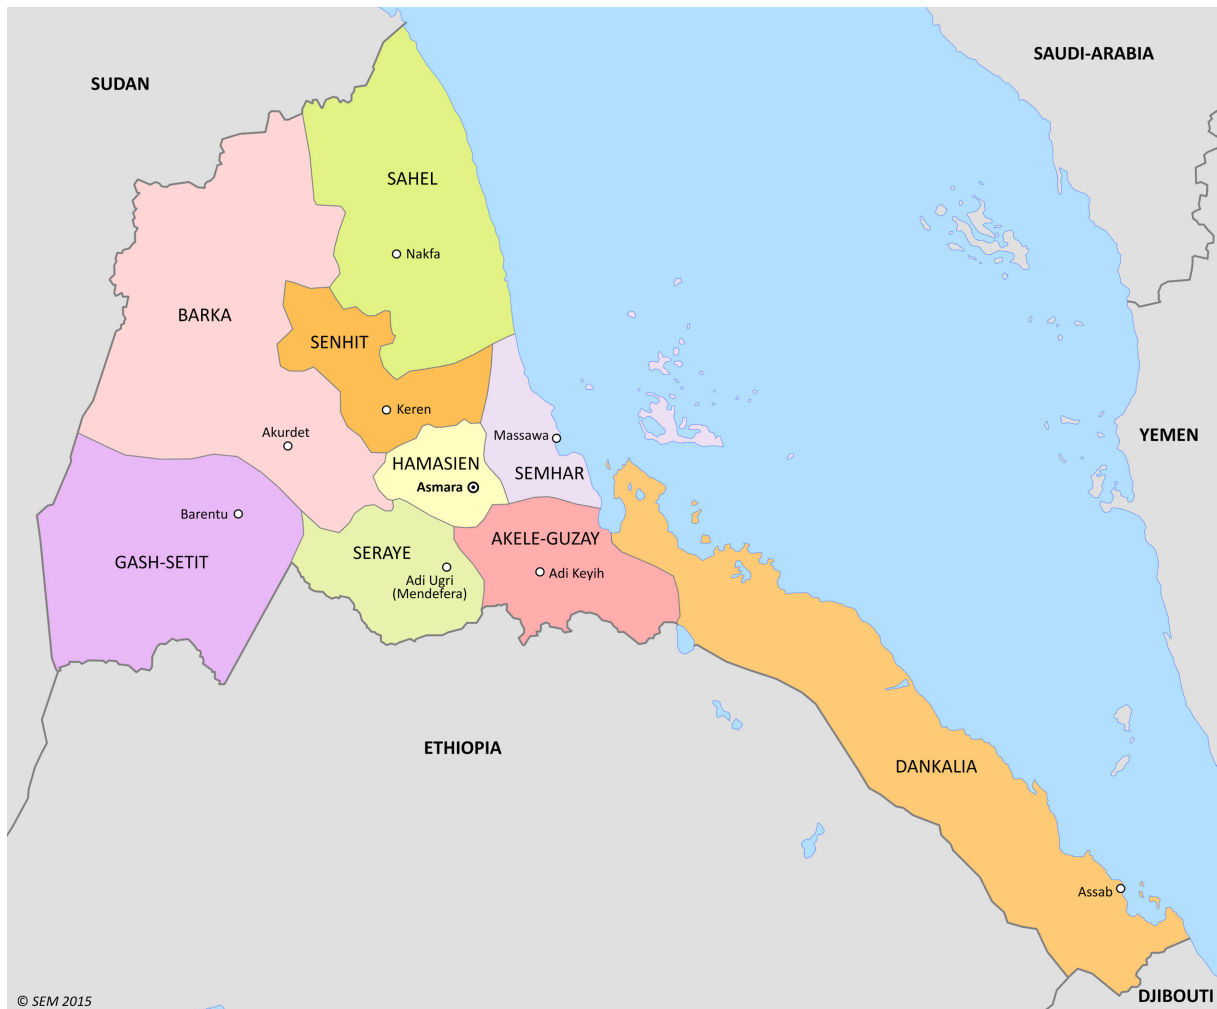 SAUDI-ARABIA
SUDAN
SAHEL
Nakfa
BARKA
SENHIT
Keren
Akurdet
Massawa
YEMEN
HAMASIEN
SEMHAR
Asmara
Barentu
AKELE-GUZAY
SERAYE
GASH-SETIT
Adi Keyih
Adi Ugri
(Mendefera)
ETHIOPIA
DANKALIA
Assab
DJIBOUTI
© SEM 2015